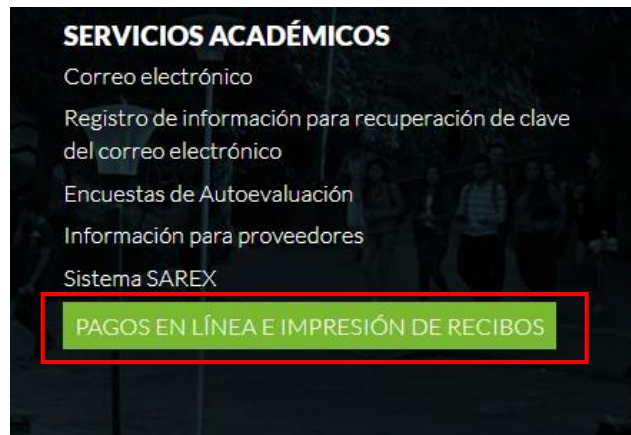 SERVICIOS ACADÉMICOS
Correo electrónico
Registro de información para recuperación de clave
del correo electrónico
Encuestas de Autoevaluación
Información para proveedores
Sistema SAREX
PAGOS EN LÍNEA E IMPRESIÓN DE RECIBOS